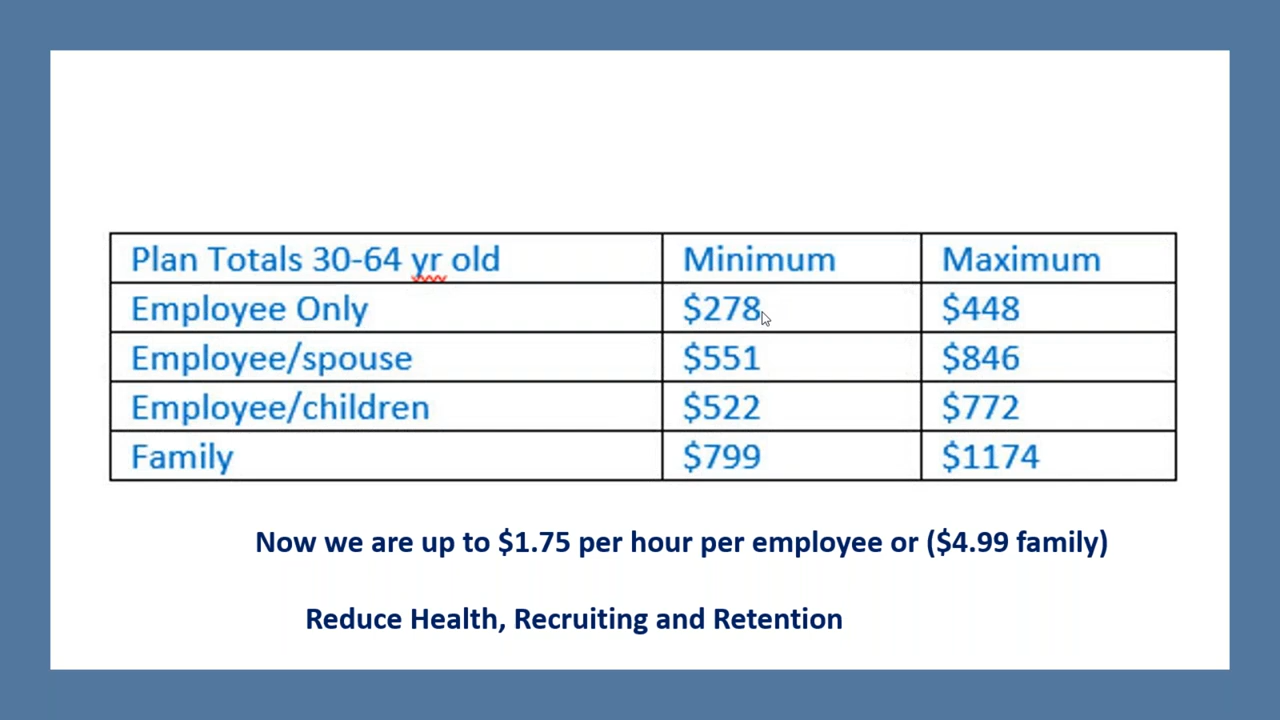 Plan Totals 30-64 yr old Minimum Maximum
Employee Only $278 $448
Employee/spouse $551 $846
Employee/children $522 $772
Family $799 $1174
Now we are up to $1.75 per hour per employee or ($4.99 family)
Reduce Health, Recruiting and Retention